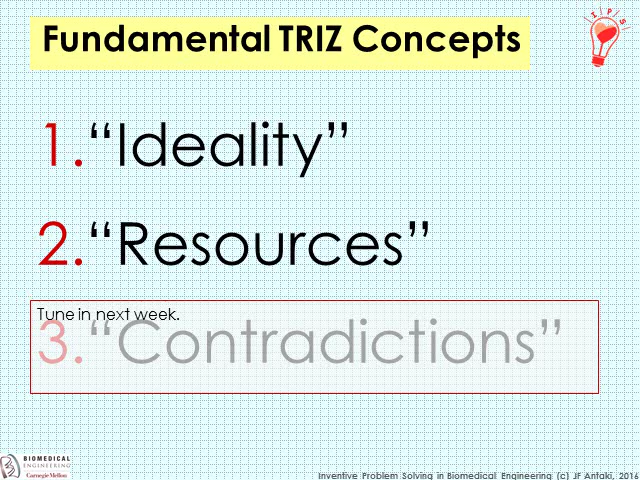 Fundamental TRIZ Concepts
I P S
1.“Ideality”
2.“Resources”
Tune in next week.
3.“Contradictions”
BIOMEDICAL
ENGINEERING
Carnegie Mellon
Inventive Problem Solving in Biomedical Engineering (c) JF Antaki, 2016